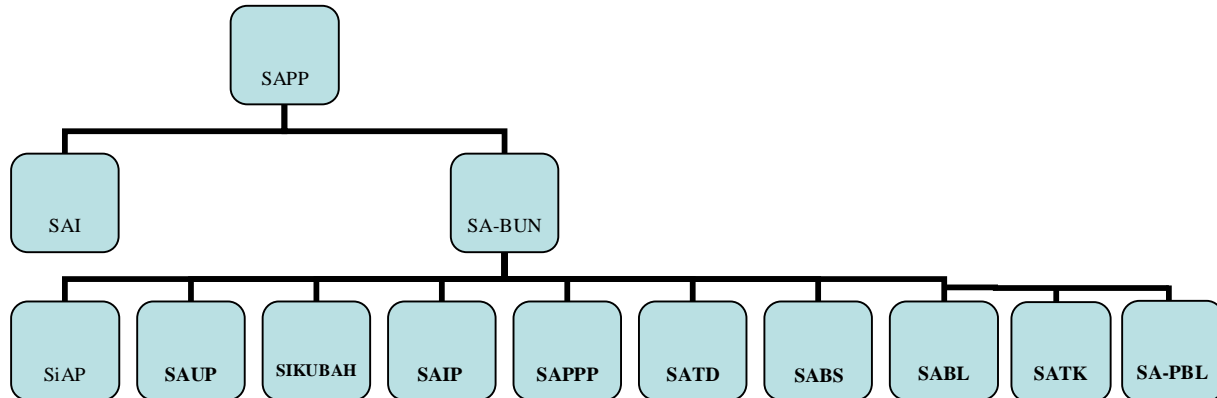 SAPP
SAI
SA-BUN
SiAP
SAUP
SIKUBAH
SAIP
SAPPP
SATD
SABS
SABL
SATK
SA-PBL